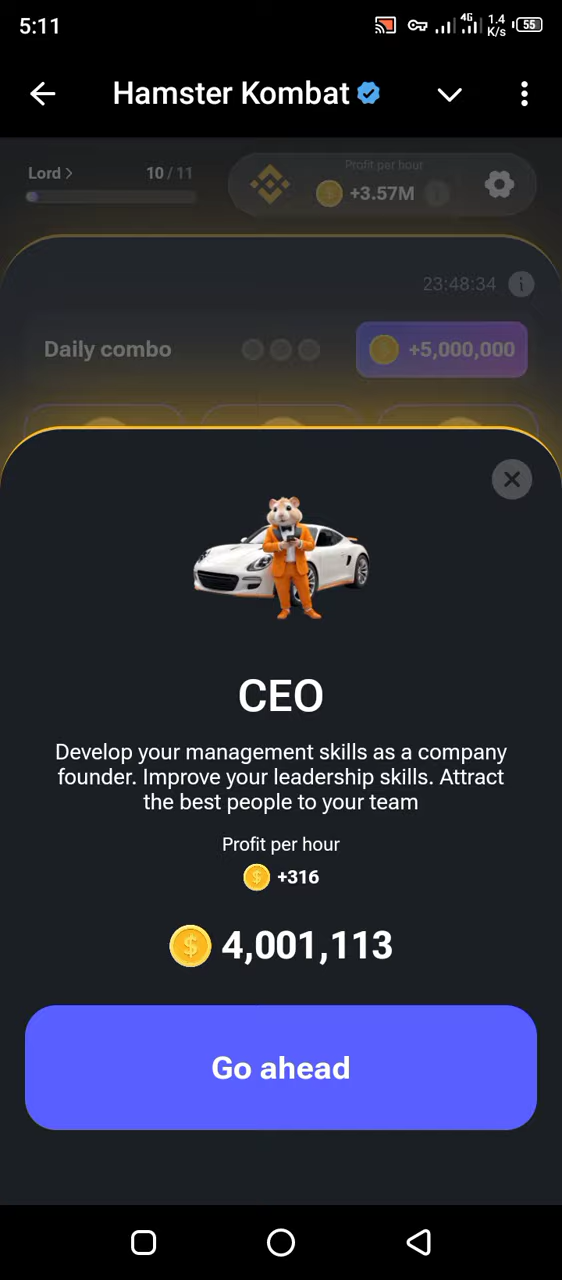 5:11
4G
1.4
K/s
55
Hamster Kombat
Lord
10 / 11
Profit per hour
+3.57M
23:48:34
Daily combo
+5,000,000
CEO
Develop your management skills as a company
founder. Improve your leadership skills. Attract
the best people to your team
Profit per hour
+316
4,001,113
Go ahead